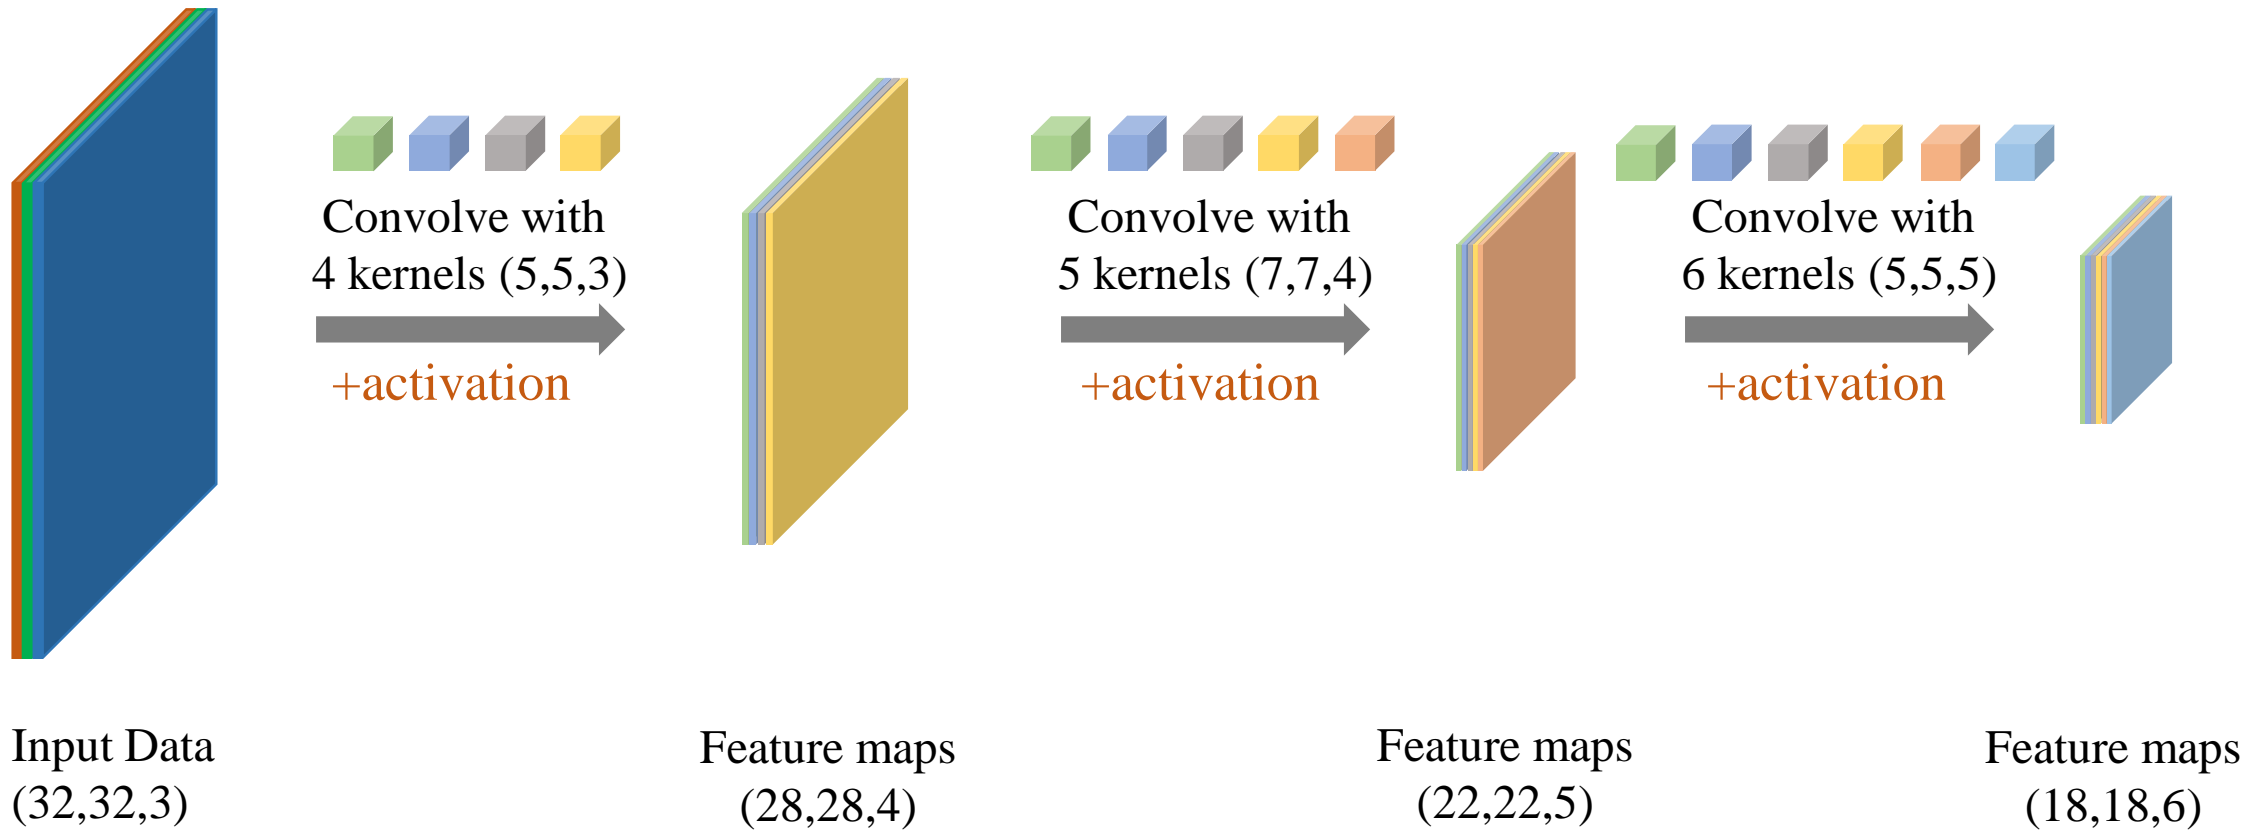 Convolve with
4 kernels (5,5,3)
+activation
Convolve with
5 kernels (7,7,4)
+activation
Convolve with
6 kernels (5,5,5)
+activation
Input Data
(32,32,3)
Feature maps
(28,28,4)
Feature maps
(22,22,5)
Feature maps
(18,18,6)